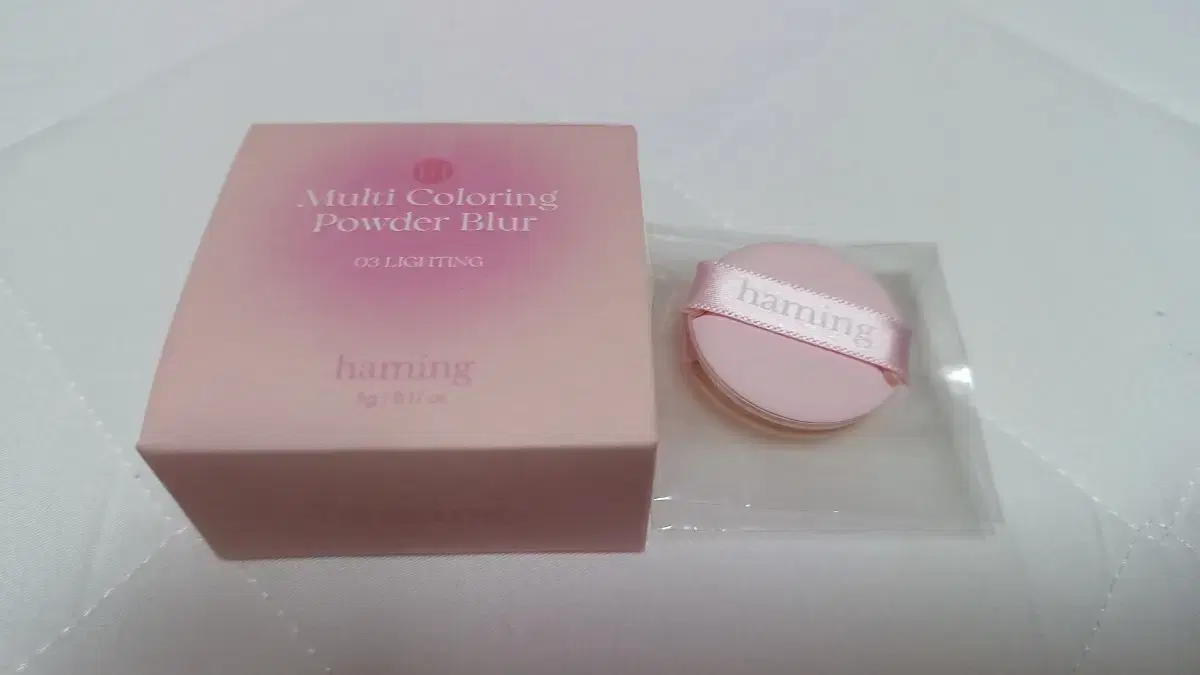 Multi Coloring
Powder Blur
03 LIGHTING
haming
haming